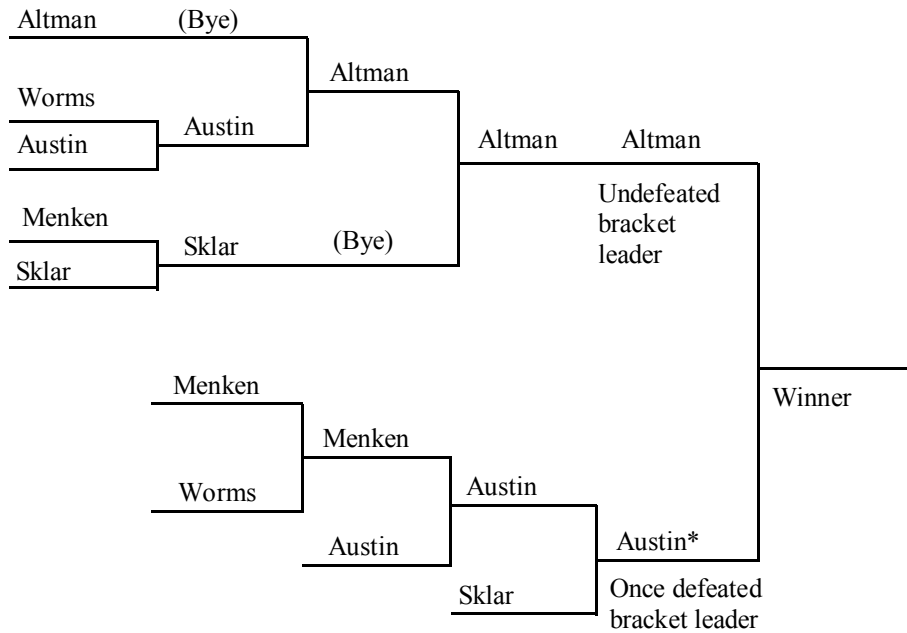 Altman (Bye)
Altman
Worms
Austin
Austin
Altman Altman
Undefeated
bracket
leader
Menken
Sklar (Bye)
Sklar
Menken
Winner
Menken
Worms
Austin
Austin
Austin*
Sklar
Once defeated
bracket leader